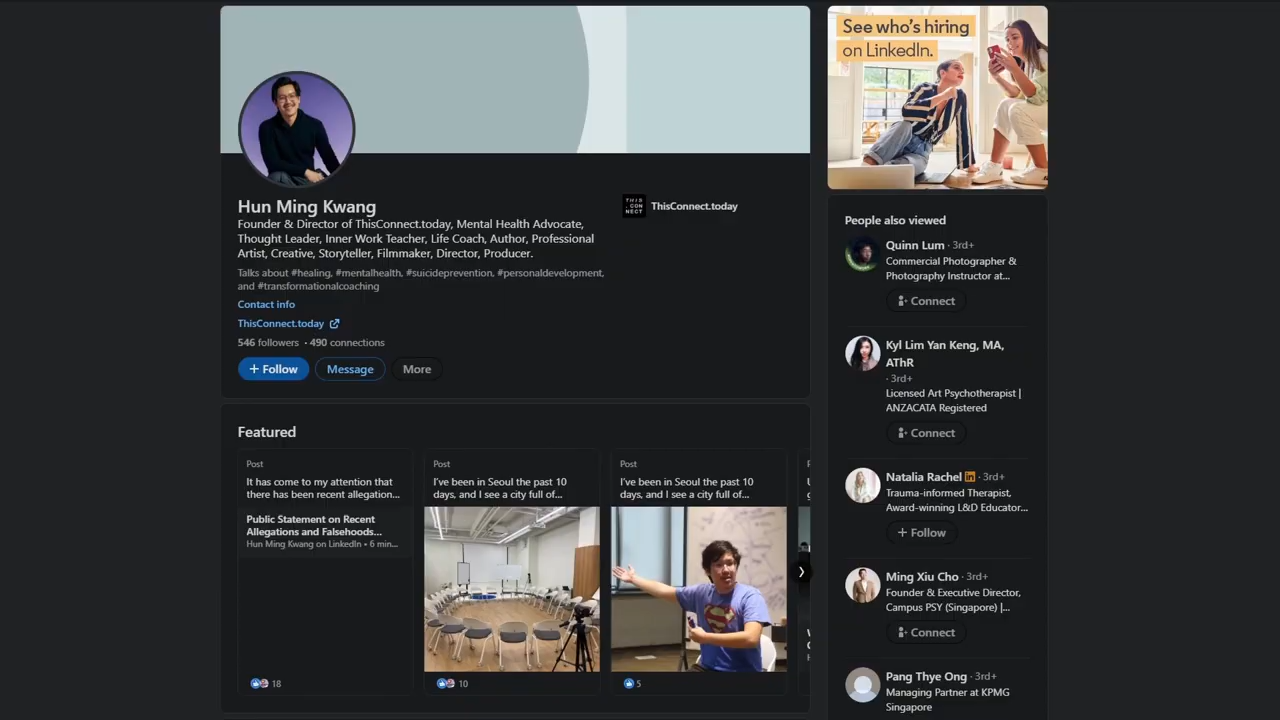 Hun Ming Kwang
Founder & Director of ThisConnect.today, Mental Health Advocate,
Thought Leader, Inner Work Teacher, Life Coach, Author, Professional
Artist, Creative, Storyteller, Filmmaker, Director, Producer.
Talks about #healing, #mentalhealth, #suicideprevention, #personaldevelopment,
and #transformationalcoaching
Contact info
ThisConnect.today
546 followers · 490 connections
+ Follow
Message
More
THIS
.CON
NECT
ThisConnect.today
Featured
Post
It has come to my attention that
there has been recent allegation...
Public Statement on Recent
Allegations and Falsehoods...
Hun Ming Kwang on LinkedIn • 6 min...
18
Post
I've been in Seoul the past 10
days, and I see a city full of...
10
Post
I've been in Seoul the past 10
days, and I see a city full of...
5
See who's hiring
on LinkedIn.
People also viewed
Quinn Lum · 3rd+
Commercial Photographer &
Photography Instructor at...
Connect
Kyl Lim Yan Keng, MA,
AThR
· 3rd+
Licensed Art Psychotherapist |
ANZACATA Registered
Connect
Natalia Rachel in · 3rd+
Trauma-informed Therapist,
Award-winning L&D Educator...
+ Follow
Ming Xiu Cho · 3rd+
Founder & Executive Director,
Campus PSY (Singapore) |...
Connect
Pang Thye Ong · 3rd+
Managing Partner at KPMG
Singapore